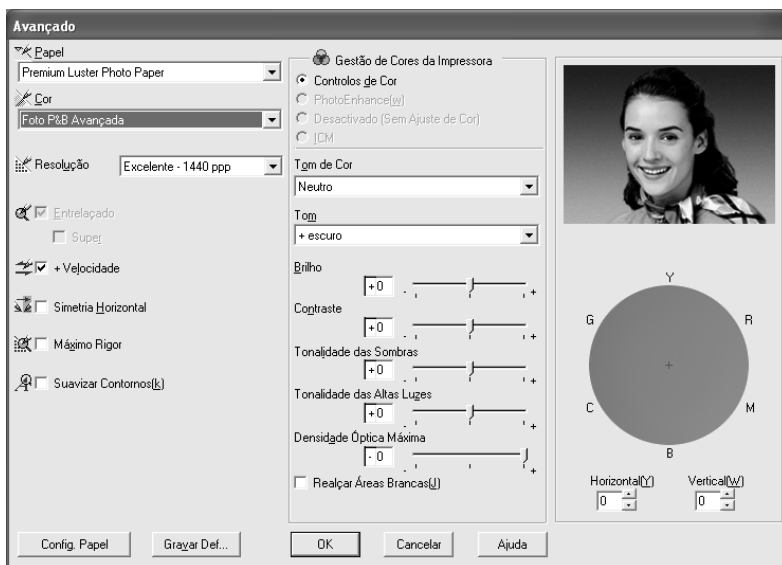 Avançado
Papel
Premium Luster Photo Paper
Cor
Foto P&B Avançada
Resolução
Excelente - 1440 ppp
Entrelaçado
Super
+ Velocidade
Simetria Horizontal
Máximo Rigor
Suavizar Contornos(k)
Gestão de Cores da Impressora
Controlos de Cor
PhotoEnhance(w)
Desactivado (Sem Ajuste de Cor)
ICM
Tom de Cor
Neutro
Tom
+ escuro
Brilho
+0
- +
Contraste
+0
- +
Tonalidade das Sombras
+0
- +
Tonalidade das Altas Luzes
+0
- +
Densidade Óptica Máxima
- 0
- +
Realçar Áreas Brancas(J)
Y
G R
C M
B
Horizontal(Y) Vertical(W)
0 0
Config. Papel Gravar Def... OK Cancelar Ajuda